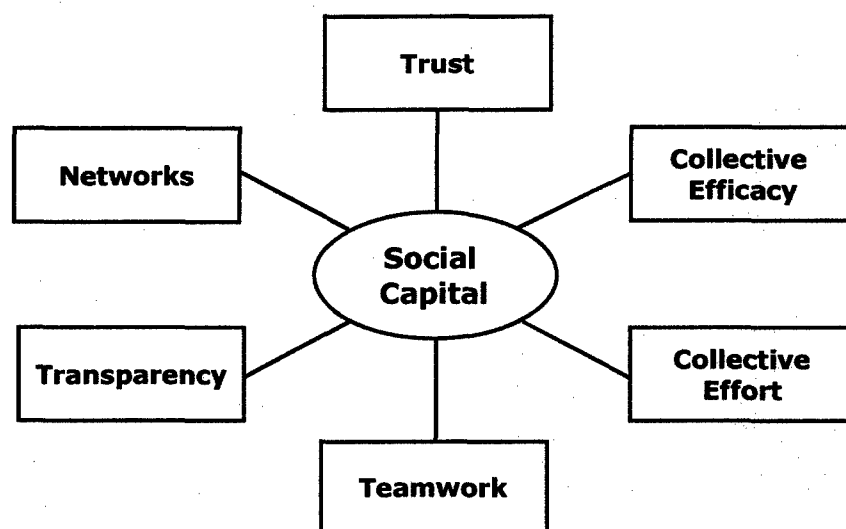 Trust
Networks
Collective
Efficacy
Social
Capital
Transparency
Collective
Effort
Teamwork